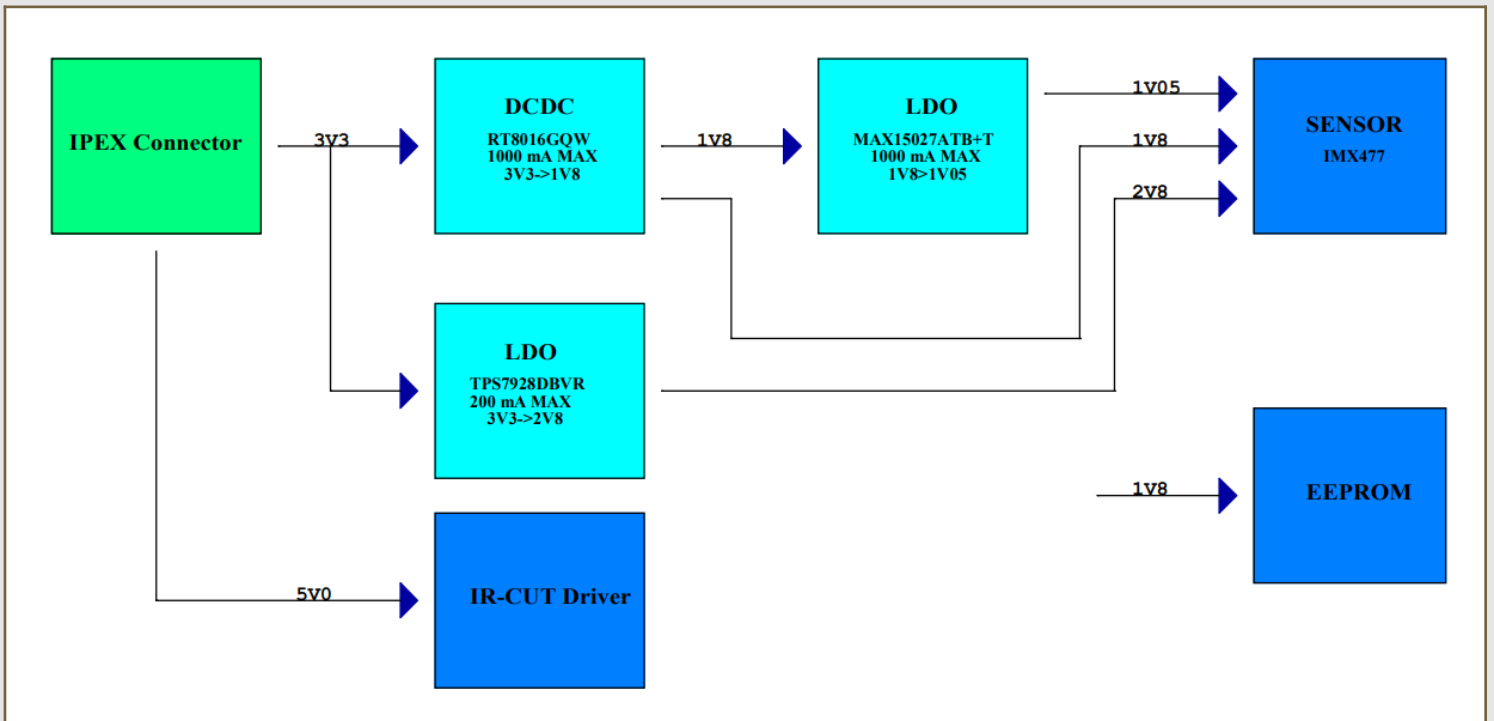 IPEX Connector
3V3
DCDC
RT8016GQW
1000 mA MAX
3V3->1V8
1V8
LDO
MAX15027ATB+T
1000 mA MAX
1V8>1V05
1V05
1V8
2V8
SENSOR
IMX477
LDO
TPS7928DBVR
200 mA MAX
3V3->2V8
1V8
EEPROM
5V0
IR-CUT Driver